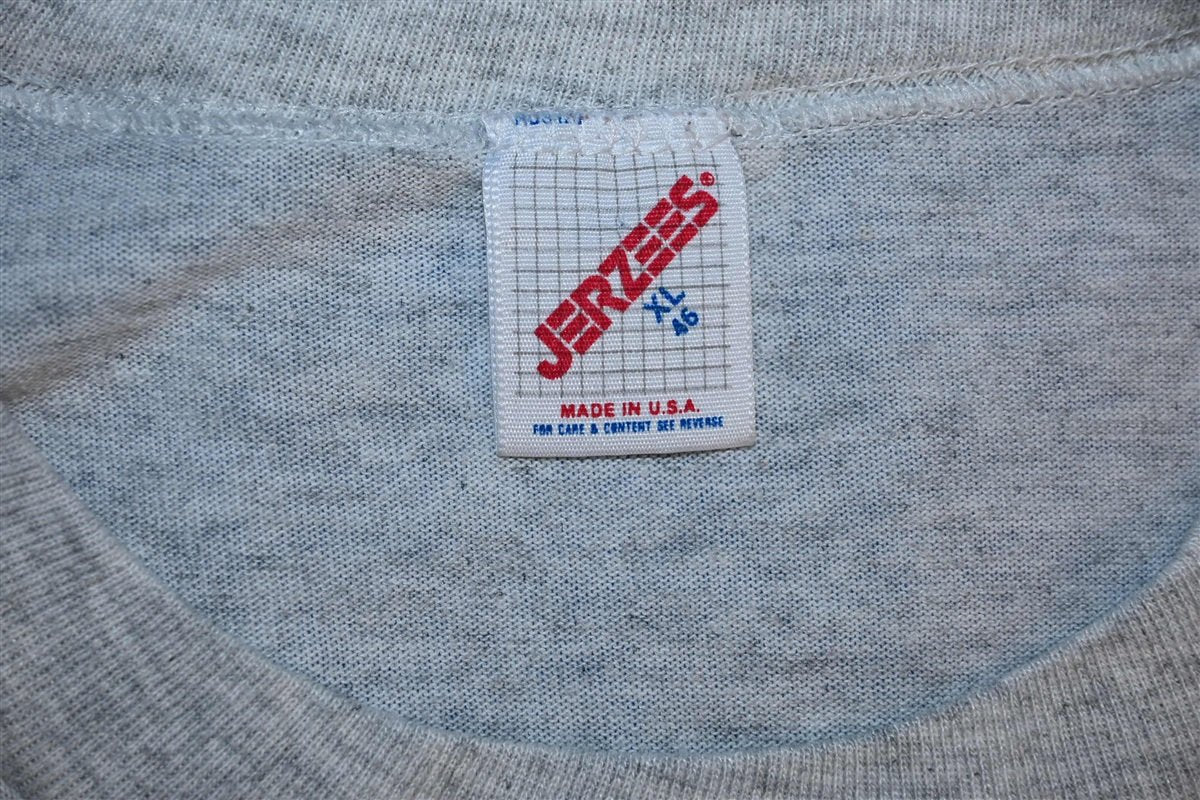 JERZEES®
XL
46
MADE IN U.S.A.
FOR CARE & CONTENT SEE REVERSE